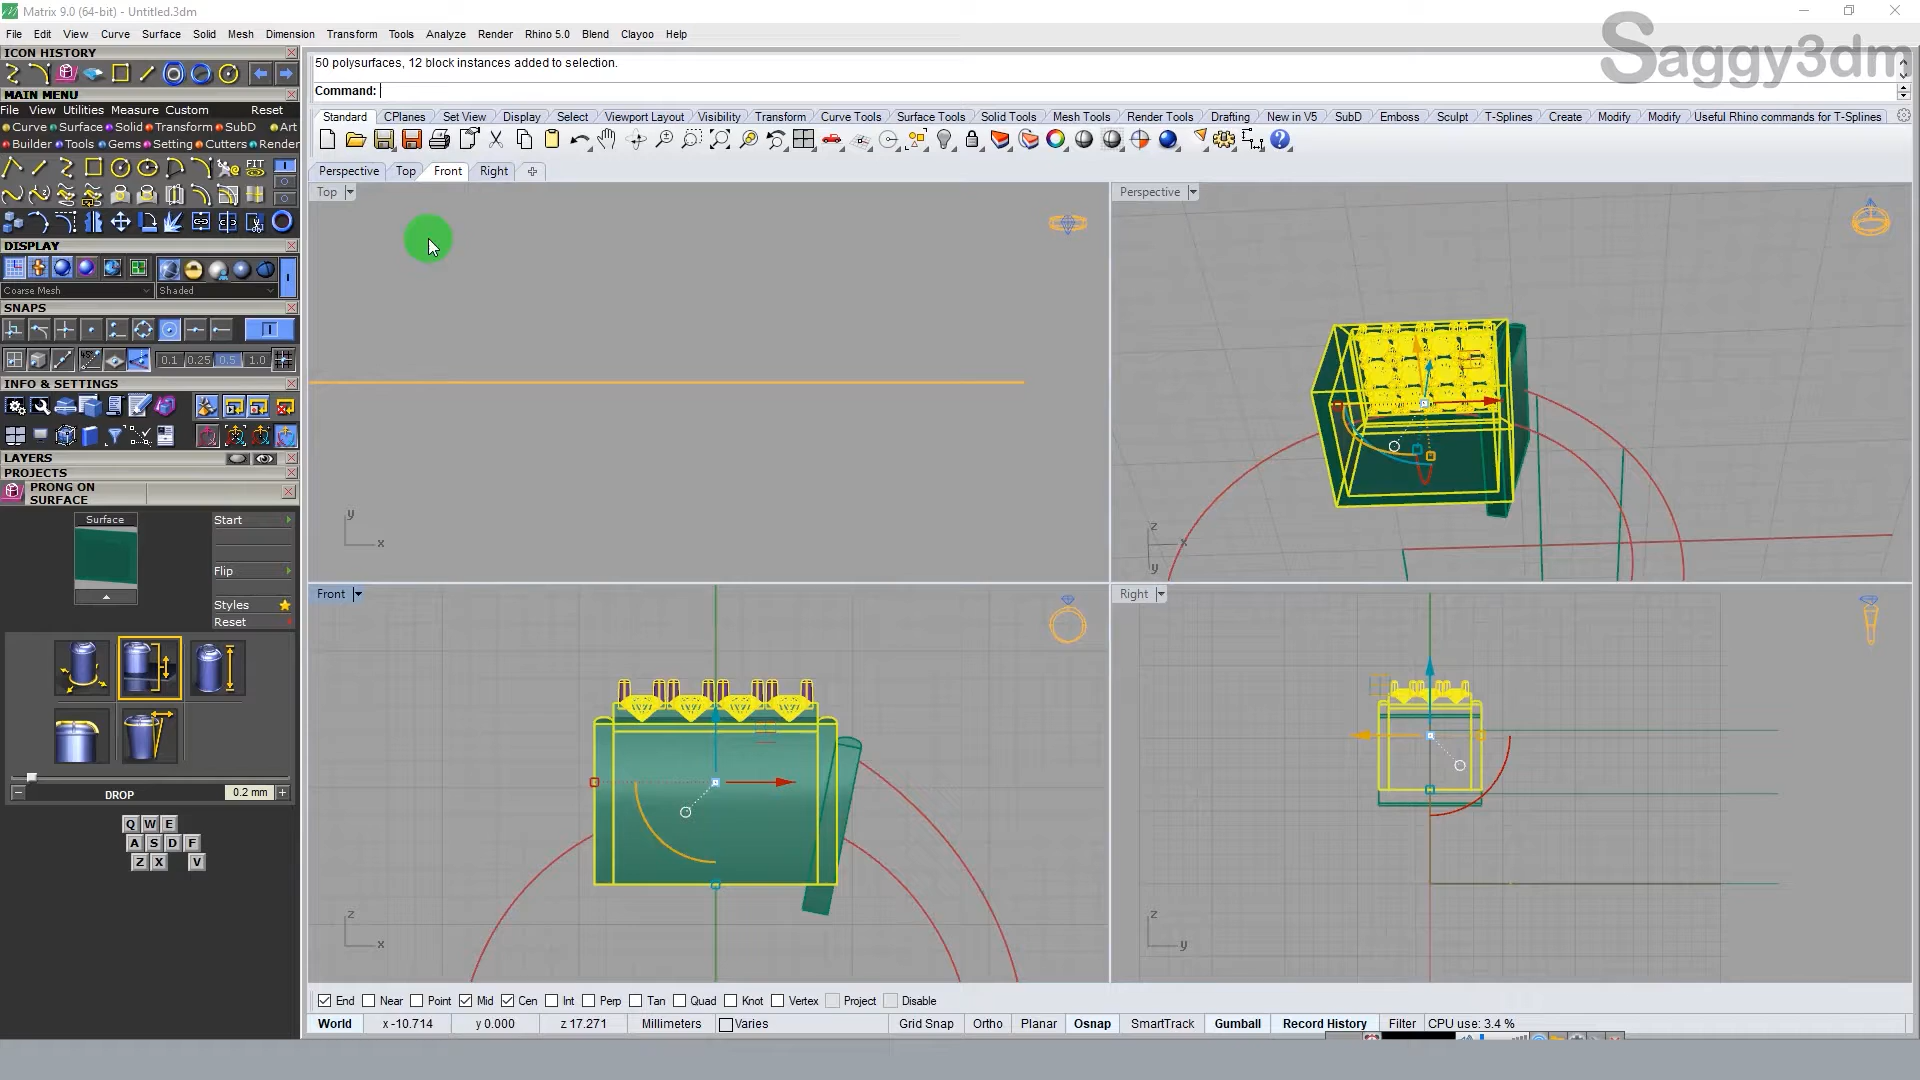 Matrix 9.0 (64-bit) - Untitled.3dm
File Edit View Curve Surface Solid Mesh Dimension Transform Tools Analyze Render Rhino 5.0 Blend Clayoo Help
Saggy3dm
ICON HISTORY
50 polysurfaces, 12 block instances added to selection.
Command:
MAIN MENU
File View Utilities Measure Custom Reset
Standard CPlanes Set View Display Select Viewport Layout Visibility Transform Curve Tools Surface Tools Solid Tools Mesh Tools Render Tools Drafting New in V5 SubD Emboss Sculpt T-Splines Create Modify Modify Useful Rhino commands for T-Splines
Curve Surface Solid Transform SubD Art
Builder Tools Gems Setting Cutters Render
FIT
Perspective Top Front Right
Top
Perspective
DISPLAY
Coarse Mesh Shaded
SNAPS
0.1 0.25 0.5 1.0
INFO & SETTINGS
LAYERS
PROJECTS
PRONG ON SURFACE
Surface
Start
Flip
Styles
Reset
y
x
z
x
y
Front
Right
DROP 0.2 mm
Q W E
A S D F
Z X V
z
x
z
y
End Near Point Mid Cen Int Perp Tan Quad Knot Vertex Project Disable
World x -10.714 y 0.000 z 17.271 Millimeters Varies Grid Snap Ortho Planar Osnap SmartTrack Gumball Record History Filter CPU use: 3.4 %